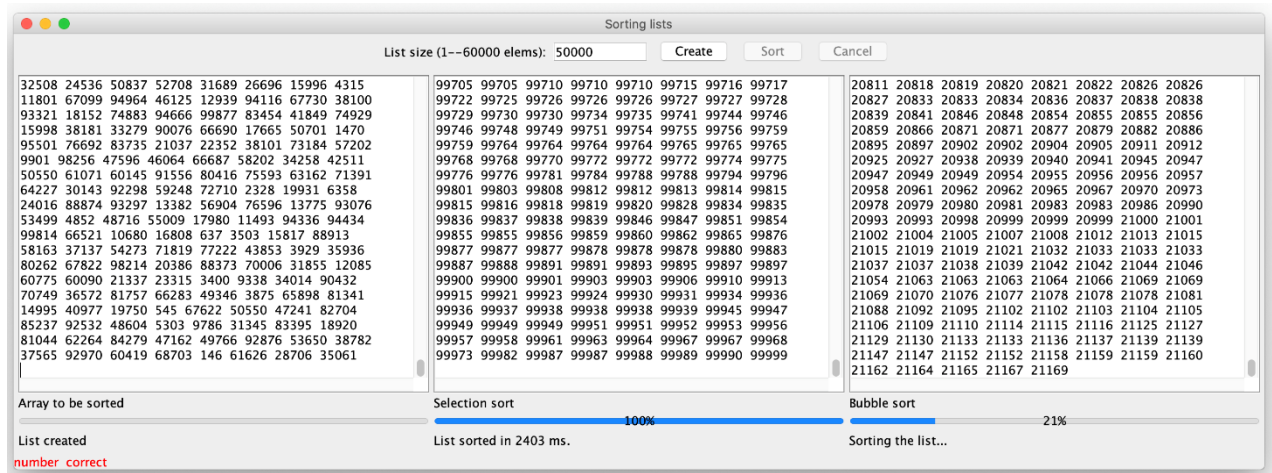 Sorting lists
List size (1--60000 elems): 50000 Create Sort Cancel
32508 24536 50837 52708 31689 26696 15996 4315
11801 67099 94964 46125 12939 94116 67730 38100
93321 18152 74883 94666 99877 83454 41849 74929
15998 38181 33279 90076 66690 17665 50701 1470
95501 76692 83735 21037 22352 38101 73184 57202
9901 98256 47596 46064 66687 58202 34258 42511
50550 61071 60145 91556 80416 75593 63162 71391
64227 30143 92298 59248 72710 2328 19931 6358
24016 88874 93297 13382 56904 76596 13775 93076
53499 4852 48716 55009 17980 11493 94336 94434
99814 66521 10680 16808 637 3503 15817 88913
58163 37137 54273 71819 77222 43853 3929 35936
80262 67822 98214 20386 88373 70006 31855 12085
60775 60090 21337 23315 3400 9338 34014 90432
70749 36572 81757 66283 49346 3875 65898 81341
14995 40977 19750 545 67622 50550 47241 82704
85237 92532 48604 5303 9786 31345 83395 18920
81044 62264 84279 47162 49766 92876 53650 38782
37565 92970 60419 68703 146 61626 28706 35061
Array to be sorted
List created
99705 99705 99710 99710 99710 99715 99716 99717
99722 99725 99726 99726 99726 99727 99727 99728
99729 99730 99730 99734 99735 99741 99744 99746
99746 99748 99749 99751 99754 99755 99756 99759
99759 99764 99764 99764 99764 99765 99765 99765
99768 99768 99770 99772 99772 99772 99774 99775
99776 99776 99781 99784 99788 99788 99794 99796
99801 99803 99808 99812 99812 99813 99814 99815
99815 99816 99818 99819 99820 99828 99834 99835
99836 99837 99838 99839 99846 99847 99851 99854
99855 99855 99856 99859 99860 99862 99865 99876
99877 99877 99877 99878 99878 99878 99880 99883
99887 99888 99891 99891 99893 99895 99897 99897
99900 99900 99901 99903 99903 99906 99910 99913
99915 99921 99923 99924 99930 99931 99934 99936
99936 99937 99938 99938 99938 99939 99945 99947
99949 99949 99949 99951 99951 99952 99953 99956
99957 99958 99961 99963 99964 99967 99967 99968
99973 99982 99987 99987 99988 99989 99990 99999
Selection sort
100%
List sorted in 2403 ms.
20811 20818 20819 20820 20821 20822 20826 20826
20827 20833 20833 20834 20836 20837 20838 20838
20839 20841 20846 20848 20854 20855 20855 20856
20859 20866 20871 20871 20877 20879 20882 20886
20895 20897 20902 20902 20904 20905 20911 20912
20925 20927 20938 20939 20940 20941 20945 20947
20947 20949 20949 20954 20955 20956 20956 20957
20958 20961 20962 20962 20965 20967 20970 20973
20978 20979 20980 20981 20983 20983 20986 20990
20993 20993 20998 20999 20999 20999 21000 21001
21002 21004 21005 21007 21008 21012 21013 21015
21015 21019 21019 21021 21032 21033 21033 21033
21037 21037 21038 21039 21042 21042 21044 21046
21054 21063 21063 21063 21064 21066 21069 21069
21069 21070 21076 21077 21078 21078 21078 21081
21088 21092 21095 21102 21102 21103 21104 21105
21106 21109 21110 21114 21115 21116 21125 21127
21129 21130 21133 21133 21136 21137 21139 21139
21147 21147 21152 21152 21158 21159 21159 21160
21162 21164 21165 21167 21169
Bubble sort
21%
Sorting the list...
number correct